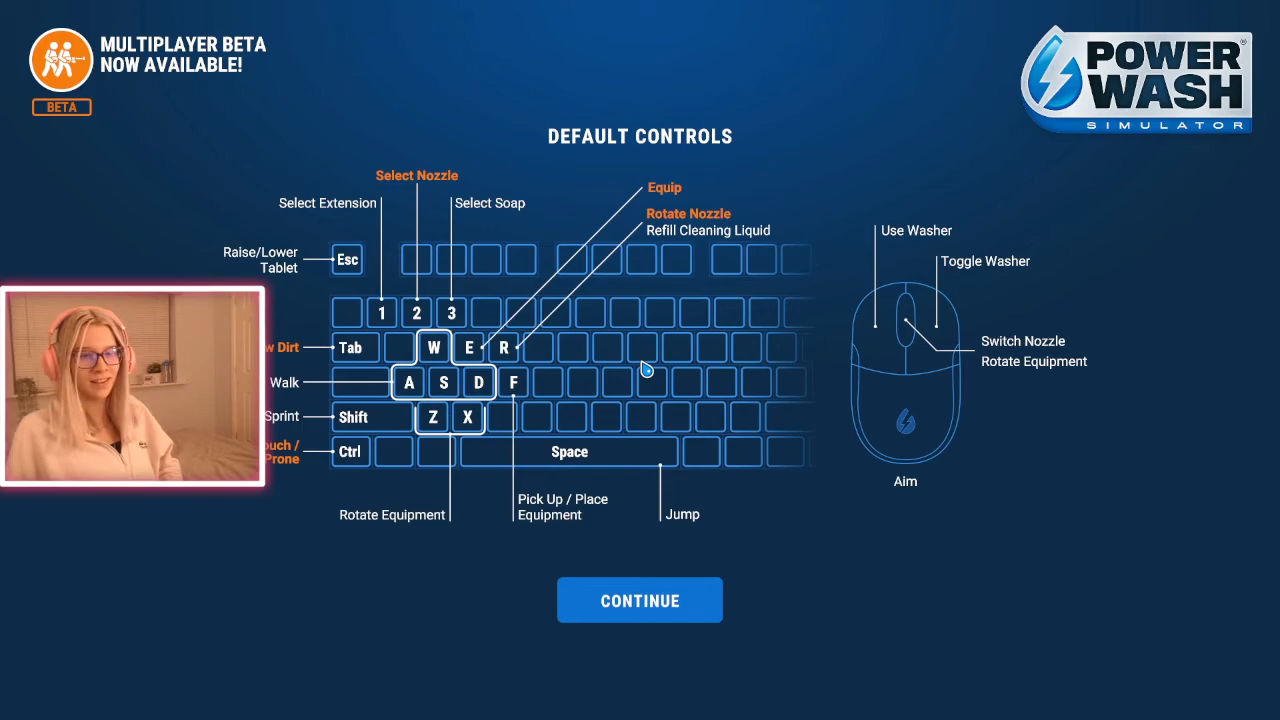 MULTIPLAYER BETA
NOW AVAILABLE!
BETA
POWER
WASH
SIMULATOR
DEFAULT CONTROLS
Select Nozzle
Select Extension
Select Soap
Equip
Rotate Nozzle
Refill Cleaning Liquid
Raise/Lower
Tablet
Esc
1 2 3
Dirt
Tab
W E R
Walk
A S D F
Sprint
Shift
Z X
Prone
Ctrl
Space
Rotate Equipment
Pick Up / Place
Equipment
Jump
Use Washer
Toggle Washer
Switch Nozzle
Rotate Equipment
Aim
CONTINUE